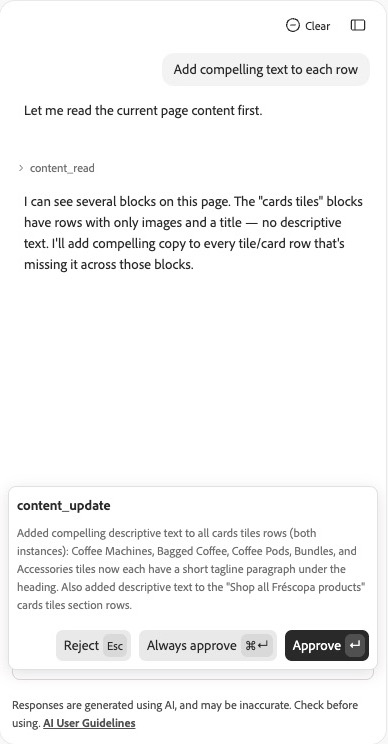 Clear
Add compelling text to each row
Let me read the current page content first.
content_read
I can see several blocks on this page. The "cards tiles" blocks
have rows with only images and a title — no descriptive
text. I'll add compelling copy to every tile/card row that's
missing it across those blocks.
content_update
Added compelling descriptive text to all cards tiles rows (both
instances): Coffee Machines, Bagged Coffee, Coffee Pods, Bundles, and
Accessories tiles now each have a short tagline paragraph under the
heading. Also added descriptive text to the "Shop all Fréscopa products"
cards tiles section rows.
Reject Esc Always approve ⌘↩ Approve ↩
Responses are generated using AI, and may be inaccurate. Check before
using. AI User Guidelines